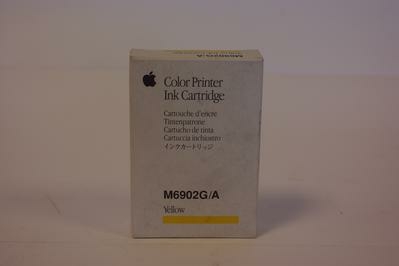 M6902G/A
Color Printer
Ink Cartridge
Cartouche d'encre
Tintenpatrone
Cartucho de tinta
Cartuccia inchiostro
インクカートリッジ
M6902G/A
Yellow